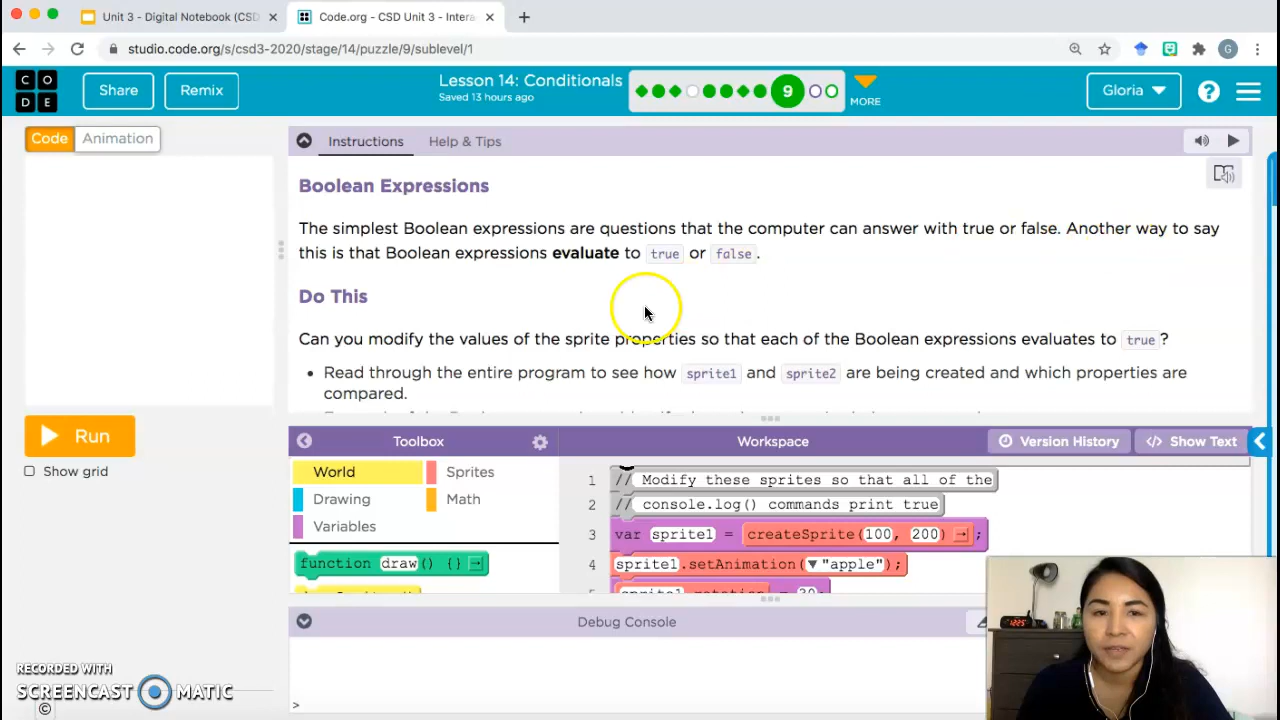 Unit 3 - Digital Notebook (CSD
Code.org - CSD Unit 3 - Intera
studio.code.org/s/csd3-2020/stage/14/puzzle/9/sublevel/1
G
CO
DE
Share
Remix
Lesson 14: Conditionals
Saved 13 hours ago
9
MORE
Gloria
?
Code
Animation
Instructions
Help & Tips
Boolean Expressions
The simplest Boolean expressions are questions that the computer can answer with true or false. Another way to say
this is that Boolean expressions evaluate to true or false.
Do This
Can you modify the values of the sprite properties so that each of the Boolean expressions evaluates to true?
• Read through the entire program to see how sprite1 and sprite2 are being created and which properties are
compared.
Run
Show grid
Toolbox
Workspace
Version History
</> Show Text
World
Sprites
Drawing
Math
Variables
function draw() {}
1 // Modify these sprites so that all of the
2 // console.log() commands print true
3 var sprite1 = createSprite(100, 200);
4 sprite1.setAnimation("apple");
5 sprite1.rotation = 30;
Debug Console
>
12:25
RECORDED WITH
SCREENCAST MATIC
©